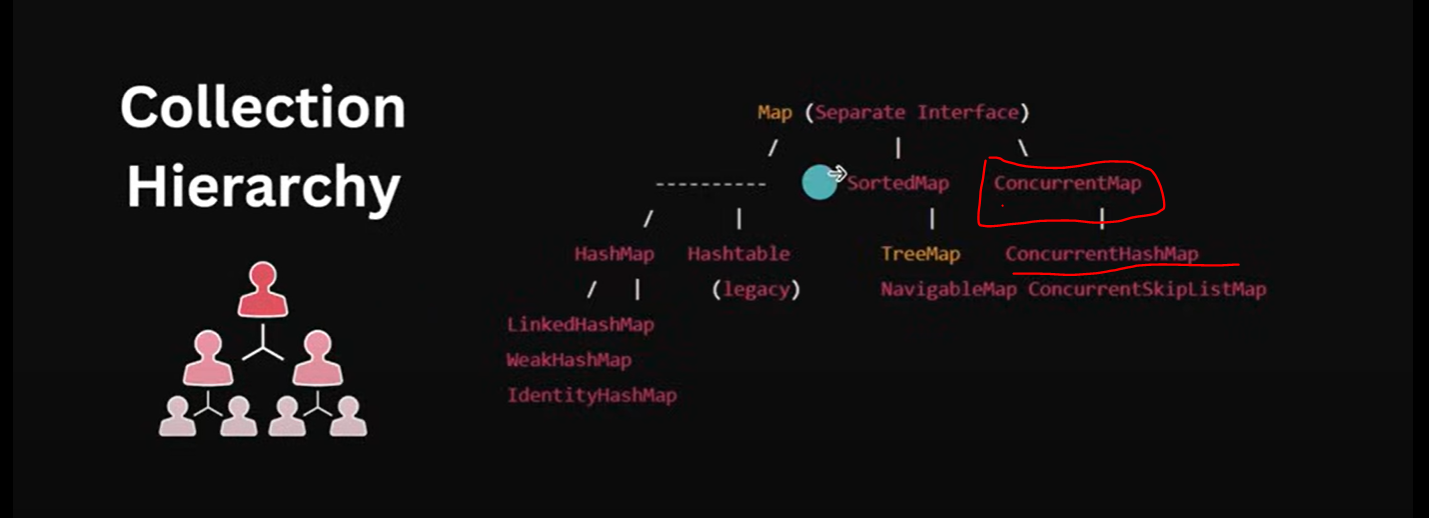 Collection
Hierarchy
Map (Separate Interface)
/ | \
---------- SortedMap ConcurrentMap
/ | | |
HashMap Hashtable TreeMap ConcurrentHashMap
/ | (legacy) NavigableMap ConcurrentSkipListMap
LinkedHashMap
WeakHashMap
IdentityHashMap